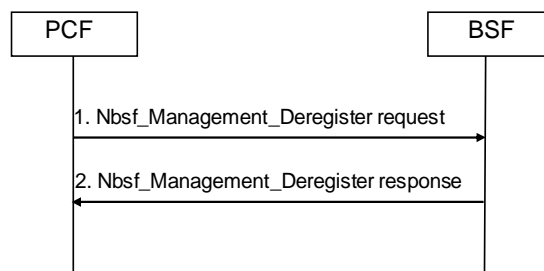 PCF
BSF
1. Nbsf_Management_Deregister request
2. Nbsf_Management_Deregister response